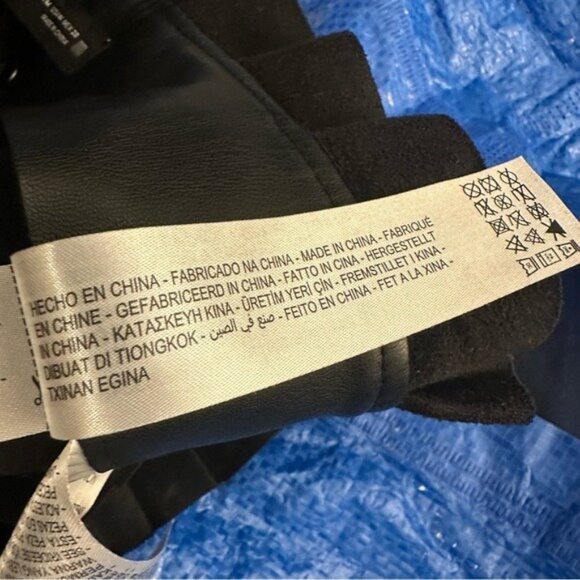 HECHO EN CHINA - FABRICADO NA CHINA - MADE IN CHINA - FABRIQUÉ
EN CHINE - GEFABRICEERD IN CHINA - FATTO IN CINA - HERGESTELLT
IN CHINA - ΚΑΤΑΣΚΕΥΗ ΚΙΝΑ - ÜRETİM YERİ ÇİN - FREMSTILLET I KINA -
DIBUAT DI TIONGKOK - صنع في الصين - FEITO EN CHINA - FET A LA XINA -
TXINAN EGINA